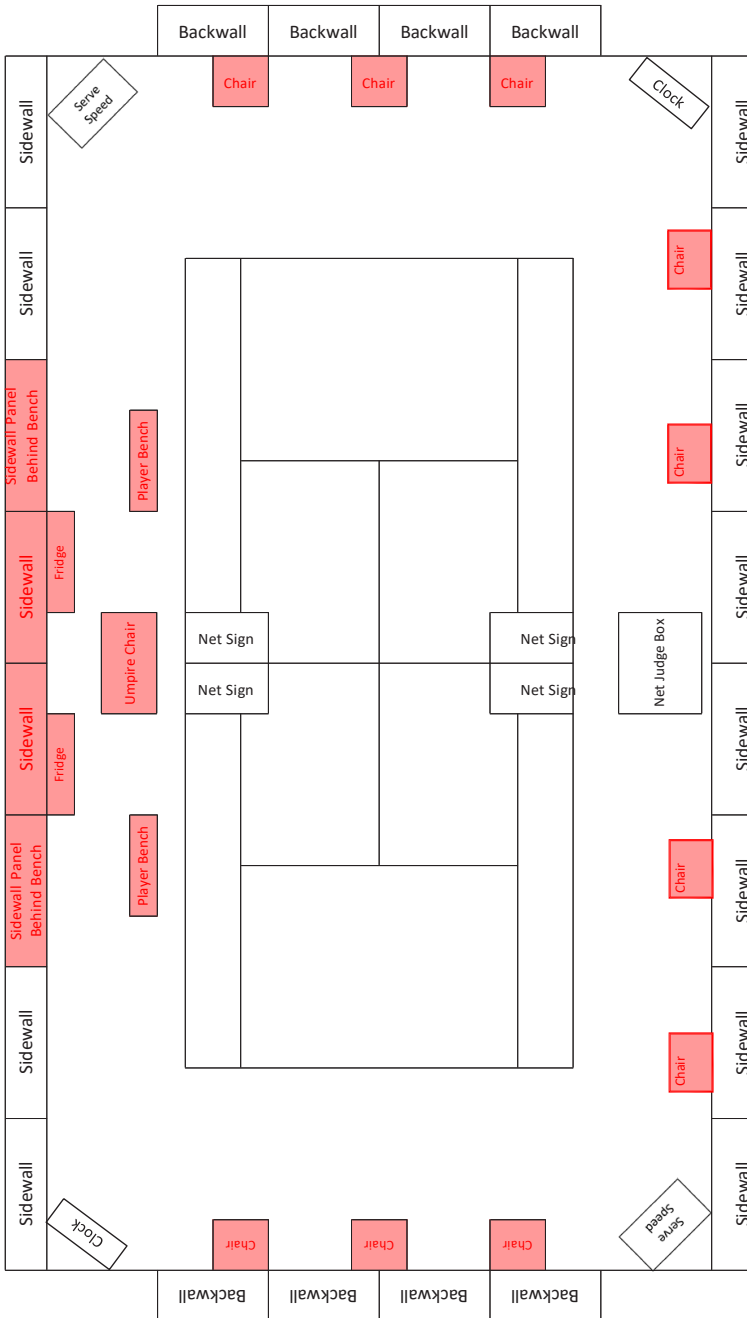 Backwall
Backwall
Backwall
Backwall
Chair
Chair
Chair
Serve
Speed
Clock
Sidewall
Sidewall
Sidewall
Sidewall
Chair
Sidewall Panel
Behind Bench
Player Bench
Chair
Sidewall
Sidewall
Fridge
Sidewall
Umpire Chair
Net Sign
Net Sign
Net Judge Box
Net Sign
Net Sign
Sidewall
Fridge
Sidewall
Sidewall Panel
Behind Bench
Player Bench
Chair
Sidewall
Sidewall
Chair
Sidewall
Sidewall
Clock
Serve
Speed
Sidewall
Chair
Chair
Chair
Backwall
Backwall
Backwall
Backwall